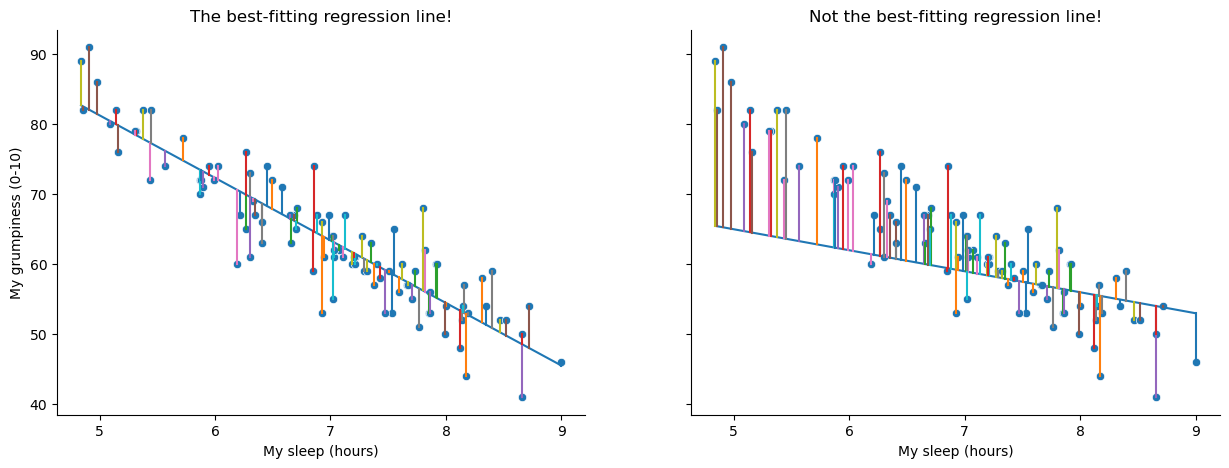 The best-fitting regression line!
My grumpiness (0-10)
90
80
70
60
50
40
5 6 7 8 9
My sleep (hours)
Not the best-fitting regression line!
5 6 7 8 9
My sleep (hours)